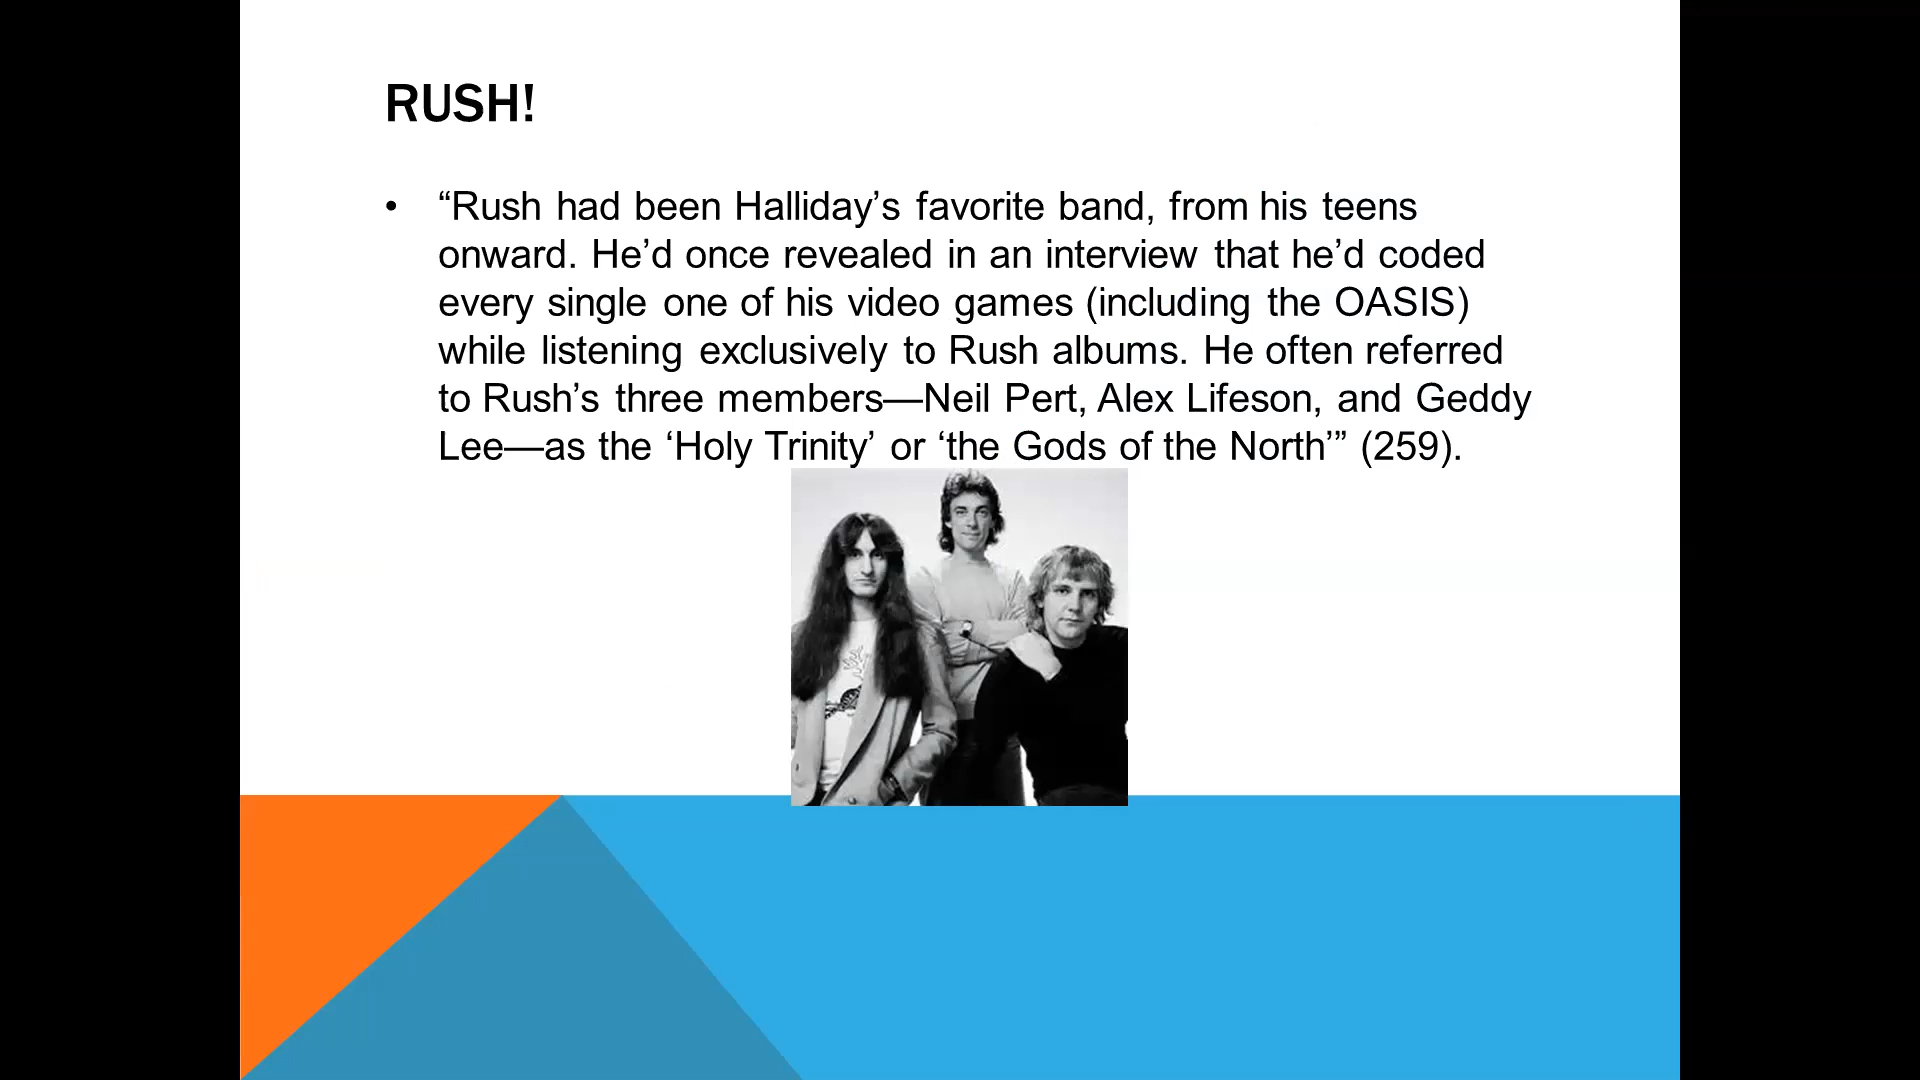 RUSH!
• “Rush had been Halliday’s favorite band, from his teens
onward. He’d once revealed in an interview that he’d coded
every single one of his video games (including the OASIS)
while listening exclusively to Rush albums. He often referred
to Rush’s three members—Neil Pert, Alex Lifeson, and Geddy
Lee—as the ‘Holy Trinity’ or ‘the Gods of the North’” (259).